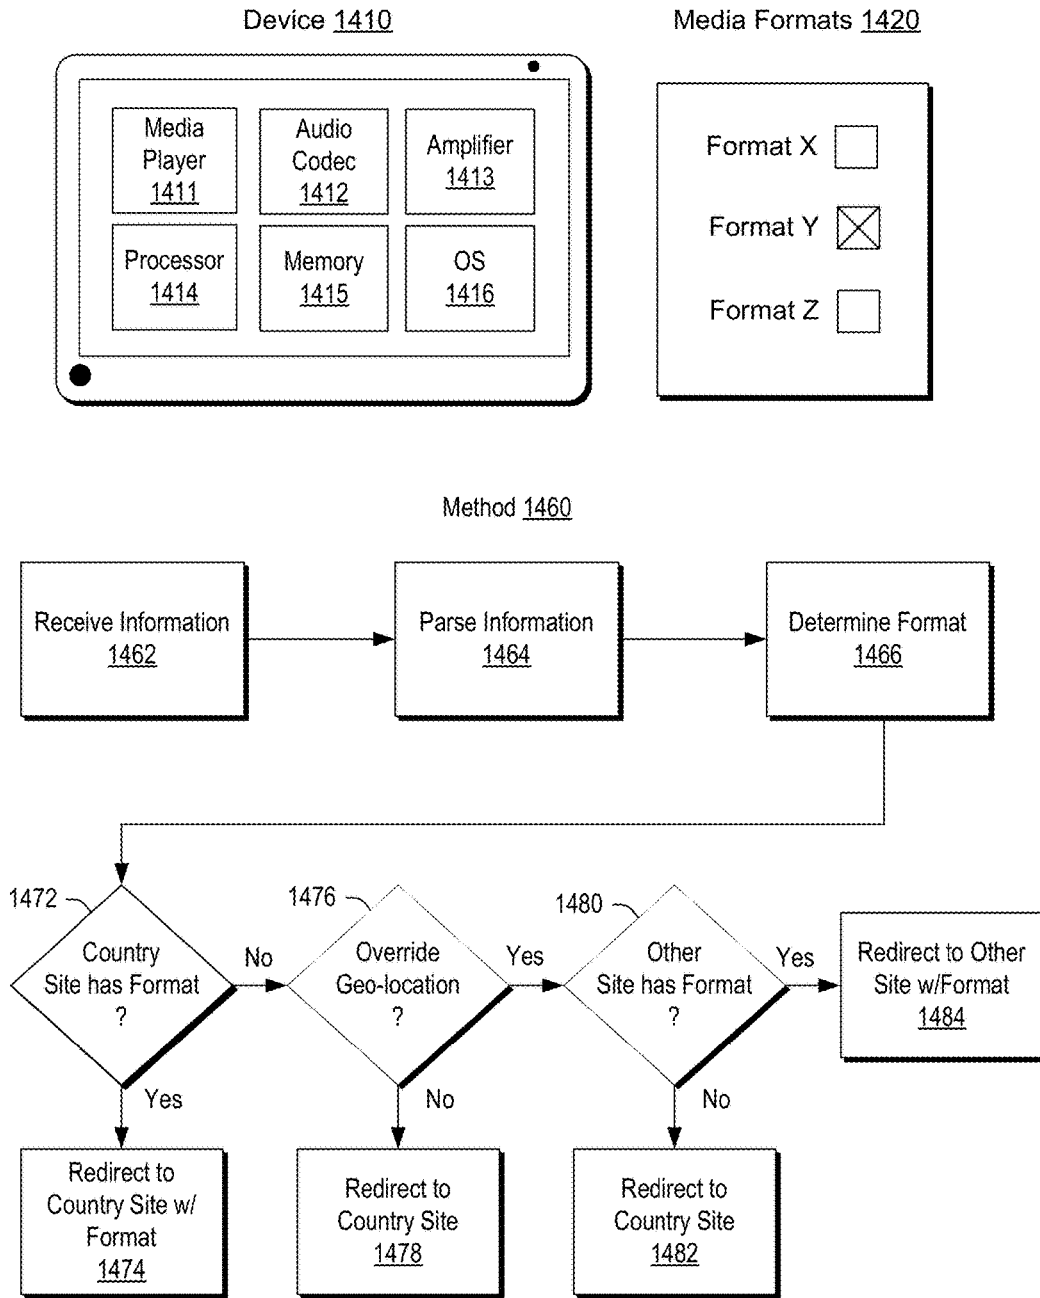 Device 1410
Media Formats 1420
Media
Player
1411
Audio
Codec
1412
Amplifier
1413
Processor
1414
Memory
1415
OS
1416
Format X
Format Y
Format Z
Method 1460
Receive Information
1462
Parse Information
1464
Determine Format
1466
1472
Country
Site has Format
?
No
Yes
1476
Override
Geo-location
?
Yes
No
1480
Other
Site has Format
?
Yes
No
Redirect to Other
Site w/Format
1484
Redirect to
Country Site w/
Format
1474
Redirect to
Country Site
1478
Redirect to
Country Site
1482